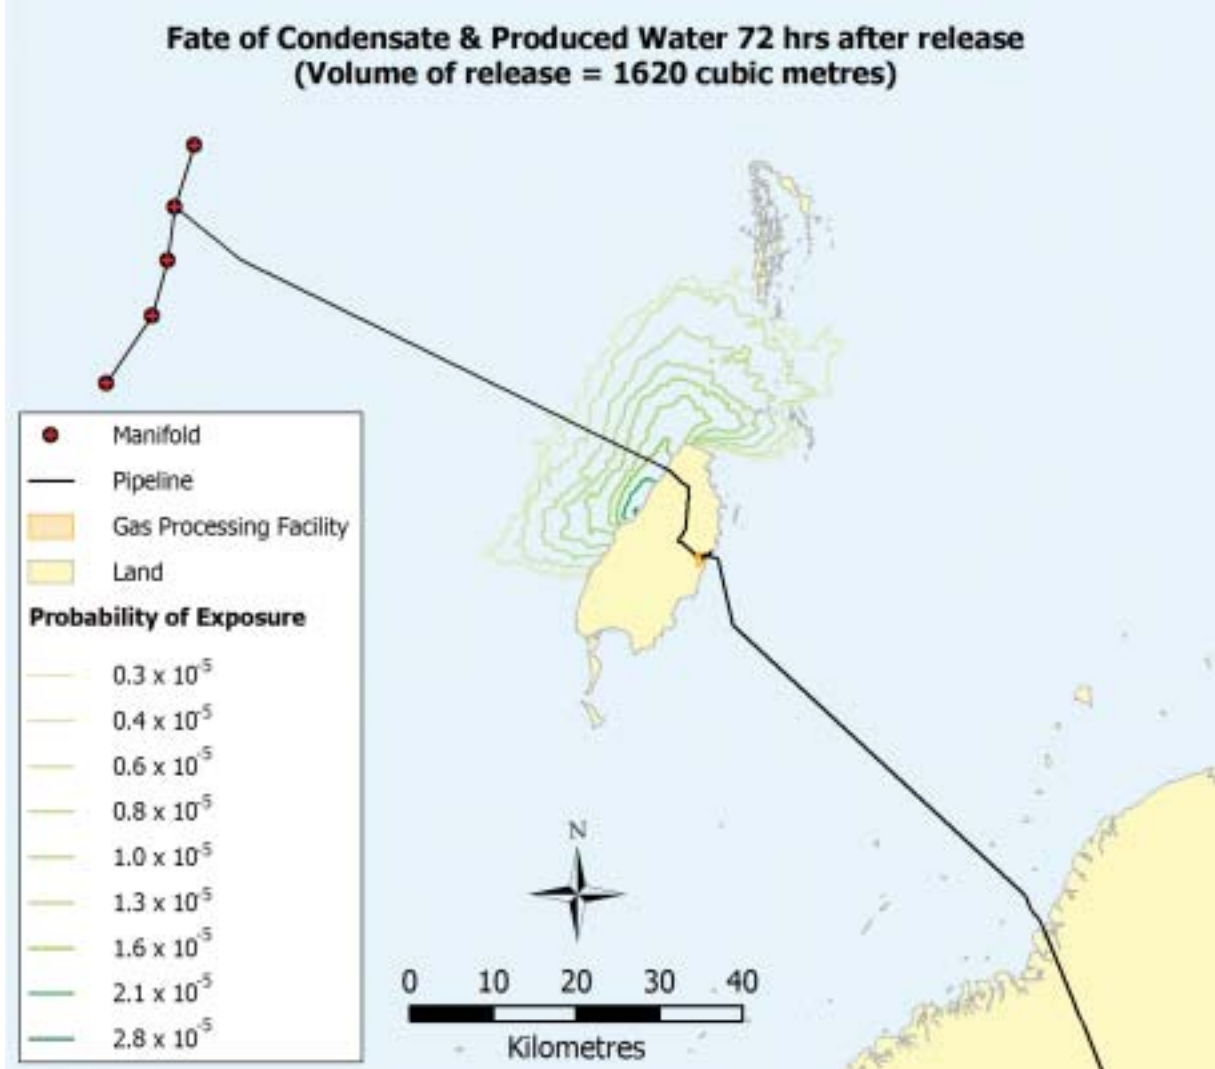 Fate of Condensate & Produced Water 72 hrs after release
(Volume of release = 1620 cubic metres)
Manifold
Pipeline
Gas Processing Facility
Land
Probability of Exposure
0.3 x 10⁻⁵
0.4 x 10⁻⁵
0.6 x 10⁻⁵
0.8 x 10⁻⁵
1.0 x 10⁻⁵
1.3 x 10⁻⁵
1.6 x 10⁻⁵
2.1 x 10⁻⁵
2.8 x 10⁻⁵
N
0 10 20 30 40
Kilometres